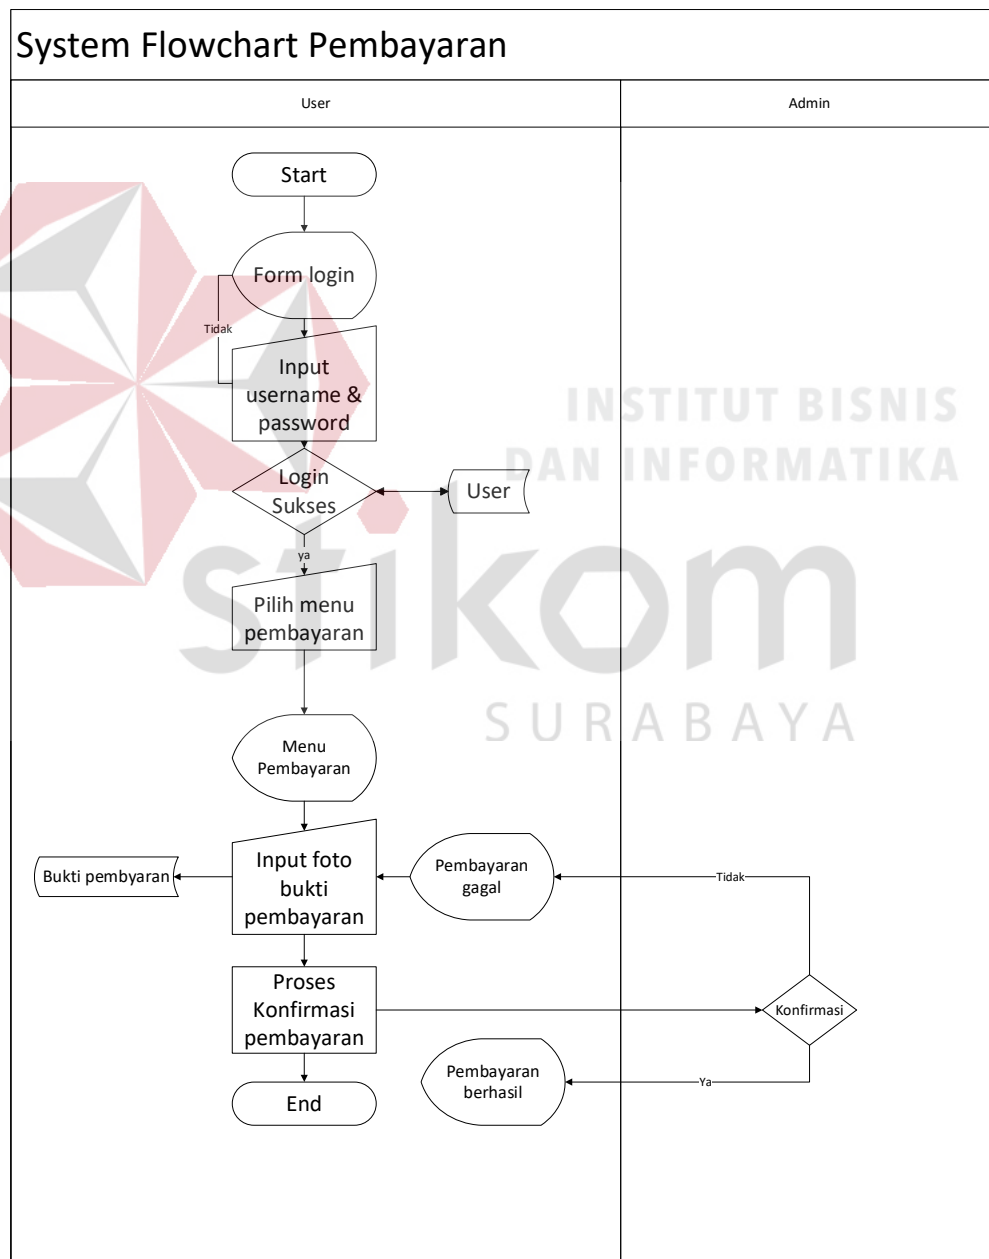 System Flowchart Pembayaran
User
Admin
Start
Form login
Tidak
Input
username &
password
Login
Sukses
User
ya
Pilih menu
pembayaran
Menu
Pembayaran
Input foto
bukti
pembayaran
Bukti pembyaran
Pembayaran
gagal
Tidak
Proses
Konfirmasi
pembayaran
Konfirmasi
Pembayaran
berhasil
Ya
End
INSTITUT BISNIS
DAN INFORMATIKA
stikom
SURABAYA